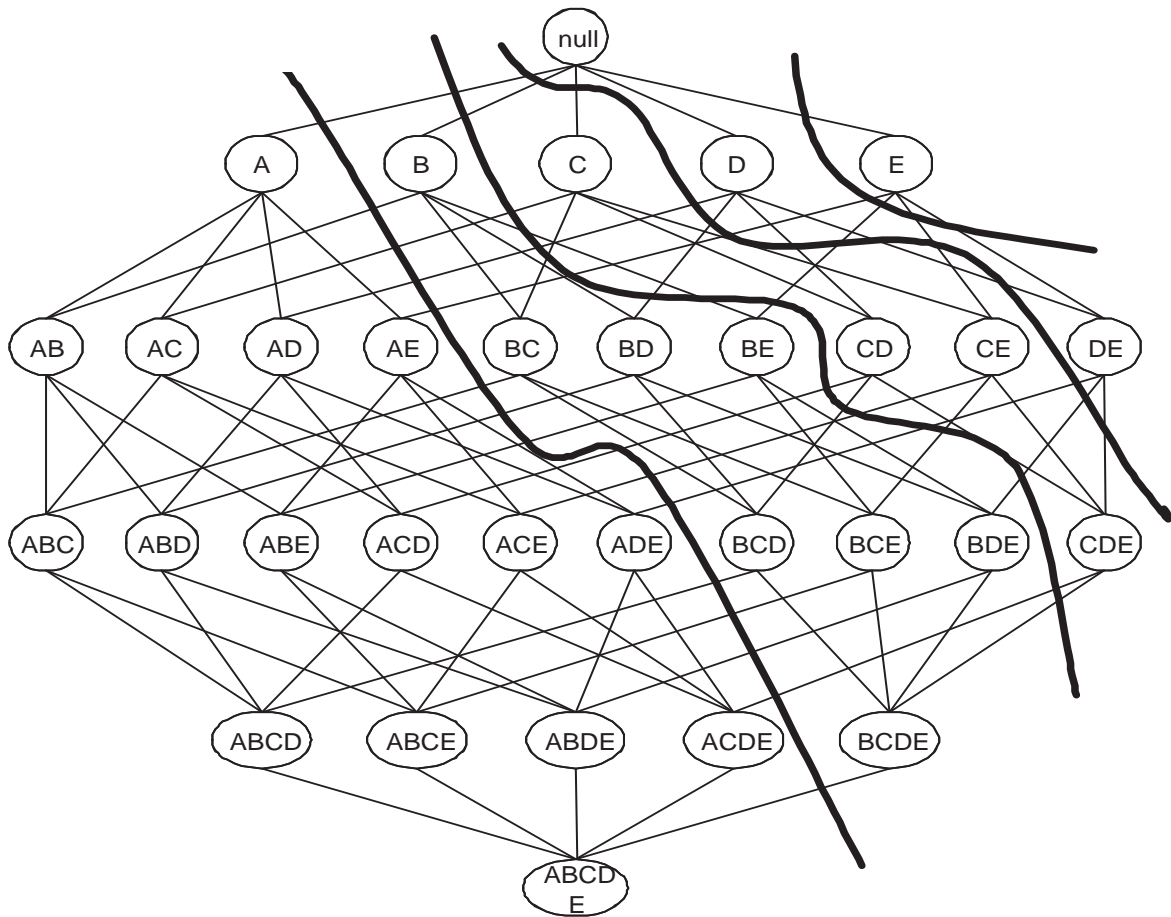 null
A B C D E
AB AC AD AE BC BD BE CD CE DE
ABC ABD ABE ACD ACE ADE BCD BCE BDE CDE
ABCD ABCE ABDE ACDE BCDE
ABCD
E